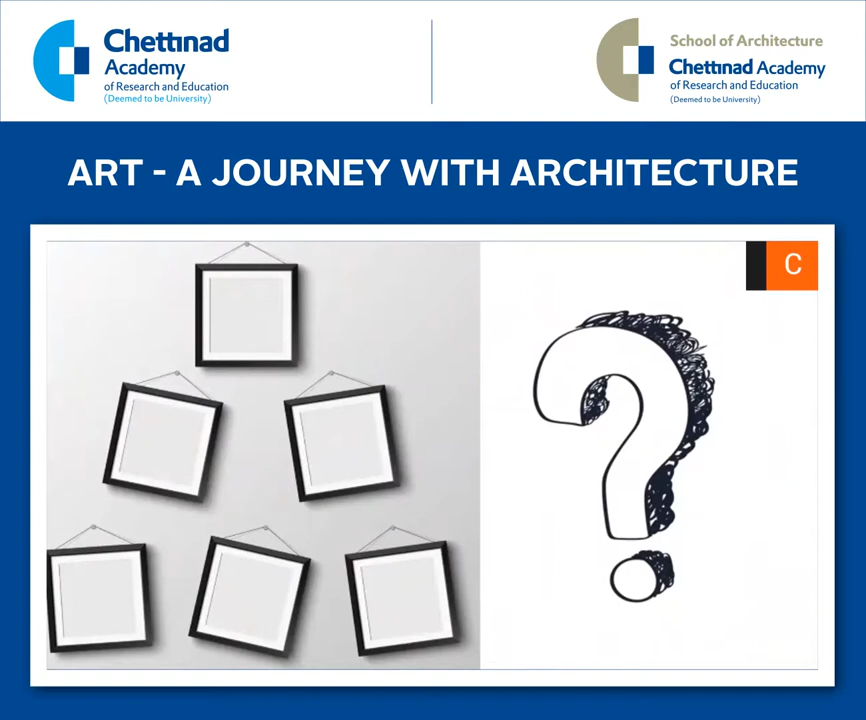 Chettinad
Academy
of Research and Education
(Deemed to be University)
School of Architecture
Chettinad Academy
of Research and Education
(Deemed to be University)
ART - A JOURNEY WITH ARCHITECTURE
C
?